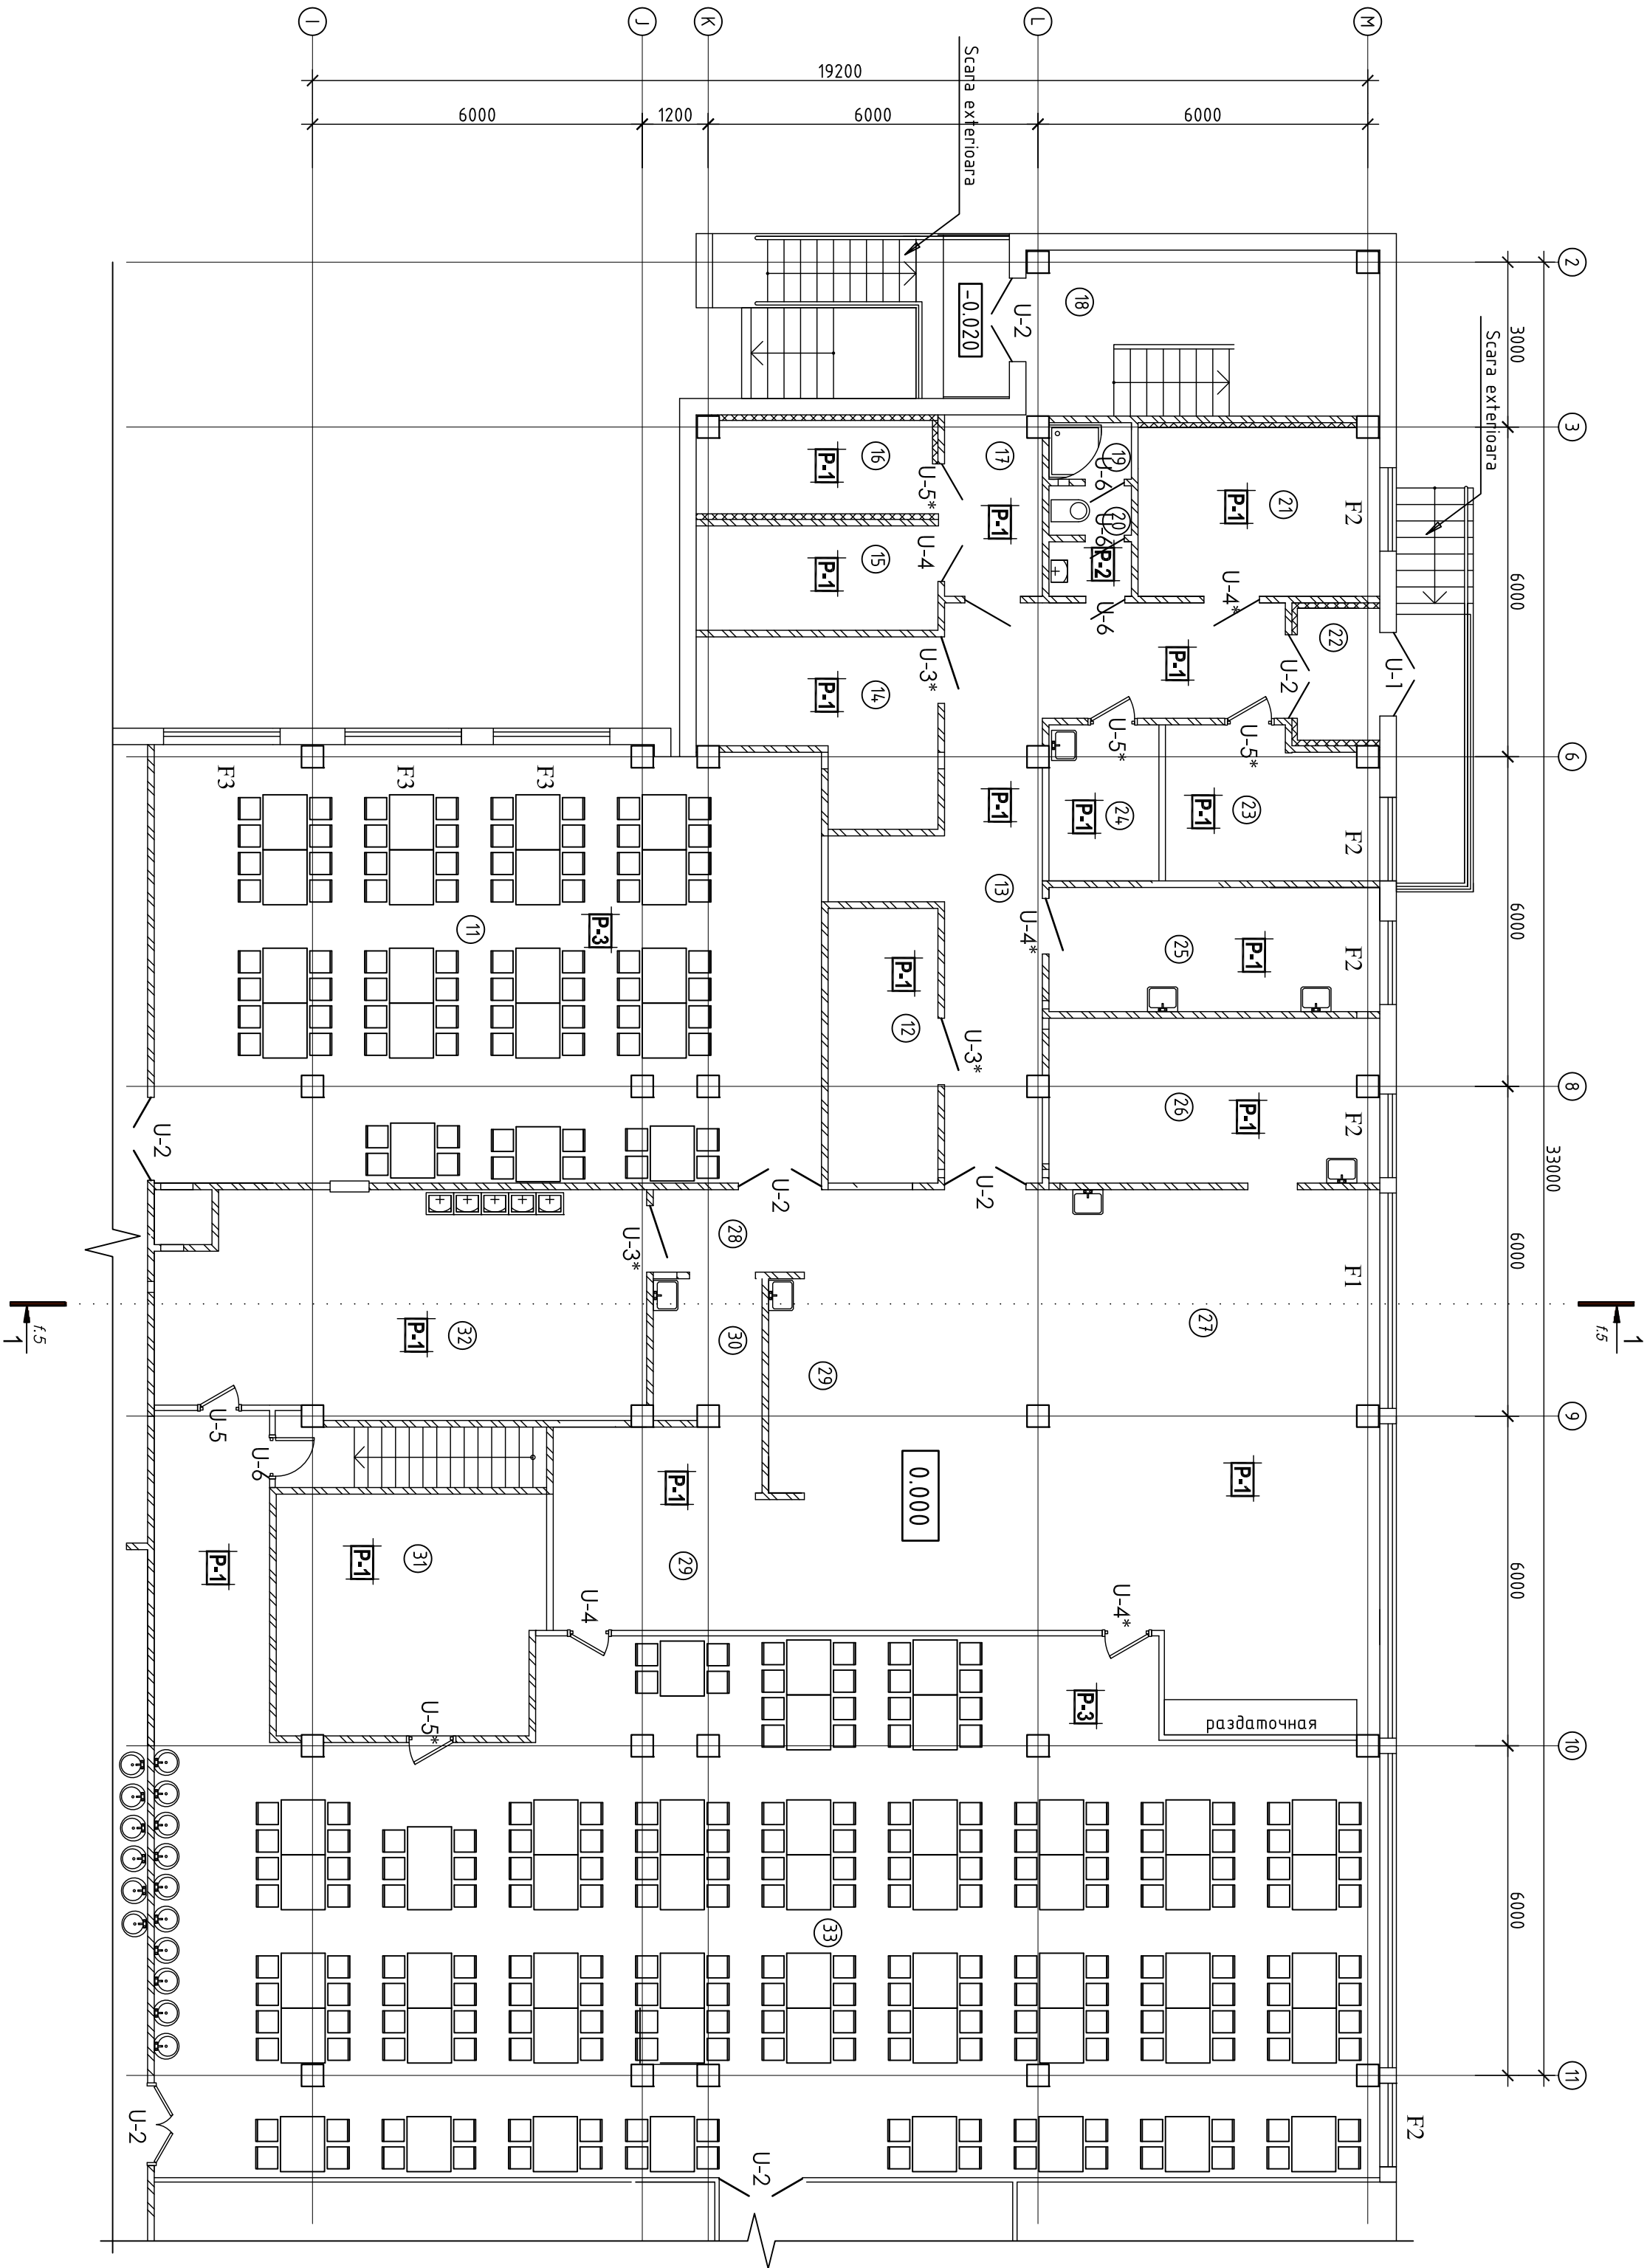 I
J
K
L
M
19200
6000
1200
6000
6000
Scara exterioara
Scara exterioara
2
3
6
8
9
10
11
3000
6000
6000
6000
6000
6000
33000
-0.020
U-2
18
16
P-1
U-5*
17
P-1
19
U-6
20
U-6
P-2
21
P-1
F2
U-4
15
P-1
U-6
U-4*
22
U-2
U-1
P-1
U-3*
14
P-1
U-5*
U-5*
F3
F3
F3
P-1
24
P-1
23
P-1
F2
13
11
P-3
U-4*
25
P-1
F2
P-1
12
U-3*
26
P-1
F2
U-2
U-2
U-2
28
U-3*
F1
1
f.5
1
f.5
32
P-1
30
29
27
U-5
U-6
P-1
0.000
P-1
P-1
P-1
31
29
U-4
U-4*
U-5*
P-3
раздаточная
33
U-2
U-2
F2